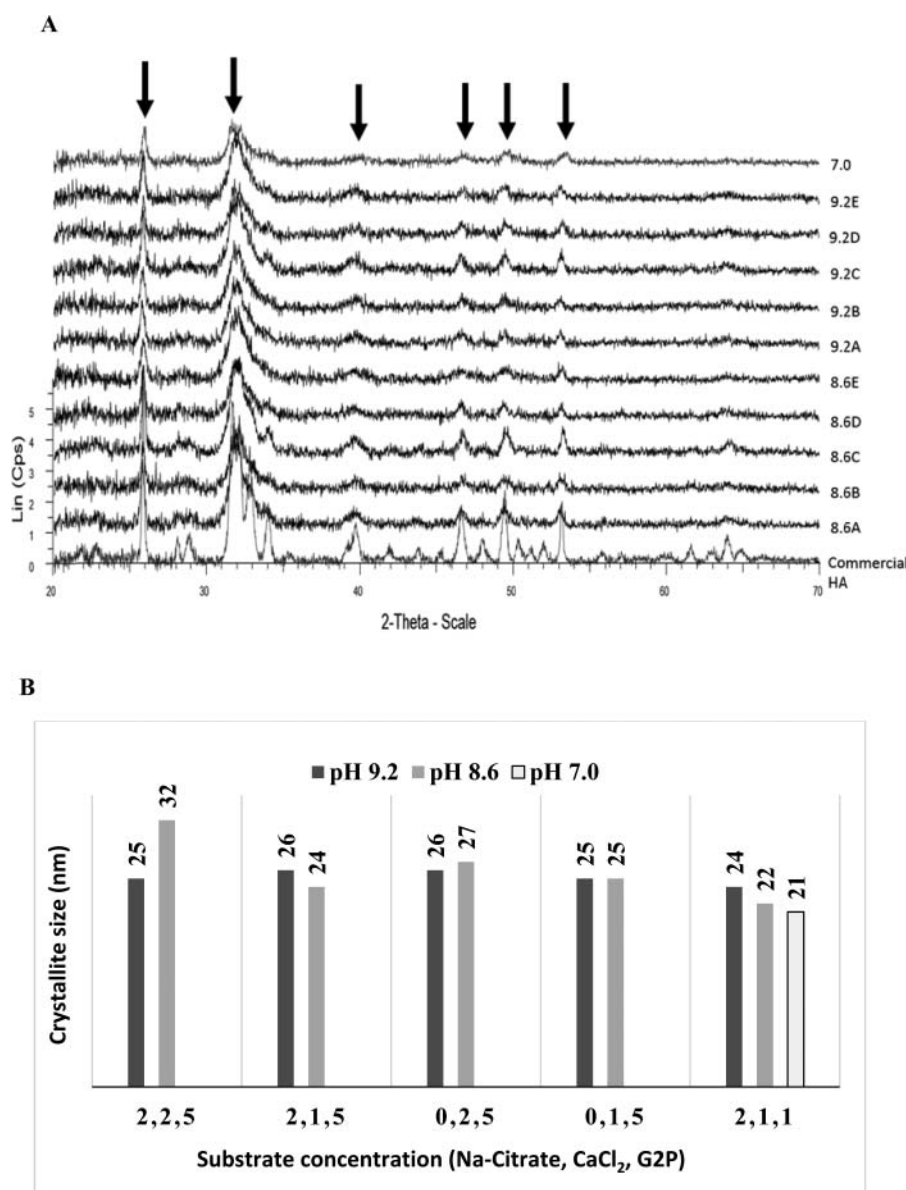 A
7.0
9.2E
9.2D
9.2C
9.2B
9.2A
8.6E
8.6D
8.6C
8.6B
8.6A
Commercial
HA
Lin (Cps)
5
4
3
2
1
0
20 30 40 50 60 70
2-Theta - Scale
B
pH 9.2 pH 8.6 pH 7.0
Crystallite size (nm)
25 32 26 24 26 27 25 25 24 22 21
2,2,5 2,1,5 0,2,5 0,1,5 2,1,1
Substrate concentration (Na-Citrate, CaCl₂, G2P)